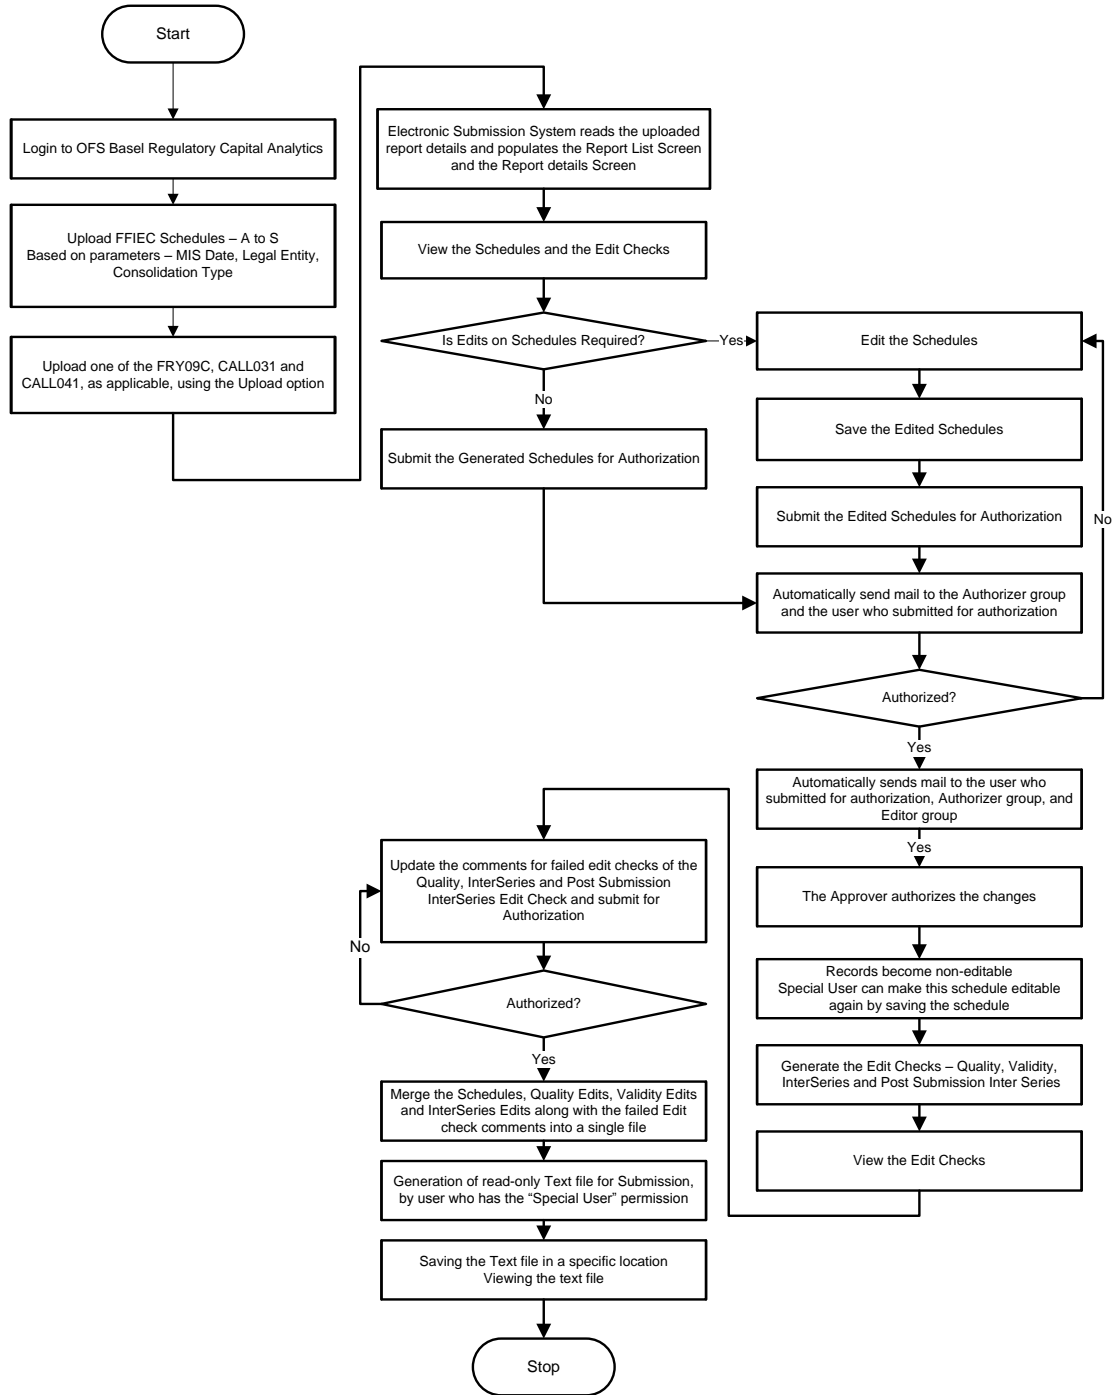 Start
Login to OFS Basel Regulatory Capital Analytics
Upload FFIEC Schedules – A to S
Based on parameters – MIS Date, Legal Entity,
Consolidation Type
Upload one of the FRY09C, CALL031 and
CALL041, as applicable, using the Upload option
Electronic Submission System reads the uploaded
report details and populates the Report List Screen
and the Report details Screen
View the Schedules and the Edit Checks
Is Edits on Schedules Required?
Yes
No
Submit the Generated Schedules for Authorization
Edit the Schedules
Save the Edited Schedules
Submit the Edited Schedules for Authorization
No
Automatically send mail to the Authorizer group
and the user who submitted for authorization
Authorized?
Yes
Automatically sends mail to the user who
submitted for authorization, Authorizer group, and
Editor group
Yes
The Approver authorizes the changes
Records become non-editable
Special User can make this schedule editable
again by saving the schedule
Generate the Edit Checks – Quality, Validity,
InterSeries and Post Submission Inter Series
View the Edit Checks
Update the comments for failed edit checks of the
Quality, InterSeries and Post Submission
InterSeries Edit Check and submit for
Authorization
No
Authorized?
Yes
Merge the Schedules, Quality Edits, Validity Edits
and InterSeries Edits along with the failed Edit
check comments into a single file
Generation of read-only Text file for Submission,
by user who has the “Special User” permission
Saving the Text file in a specific location
Viewing the text file
Stop